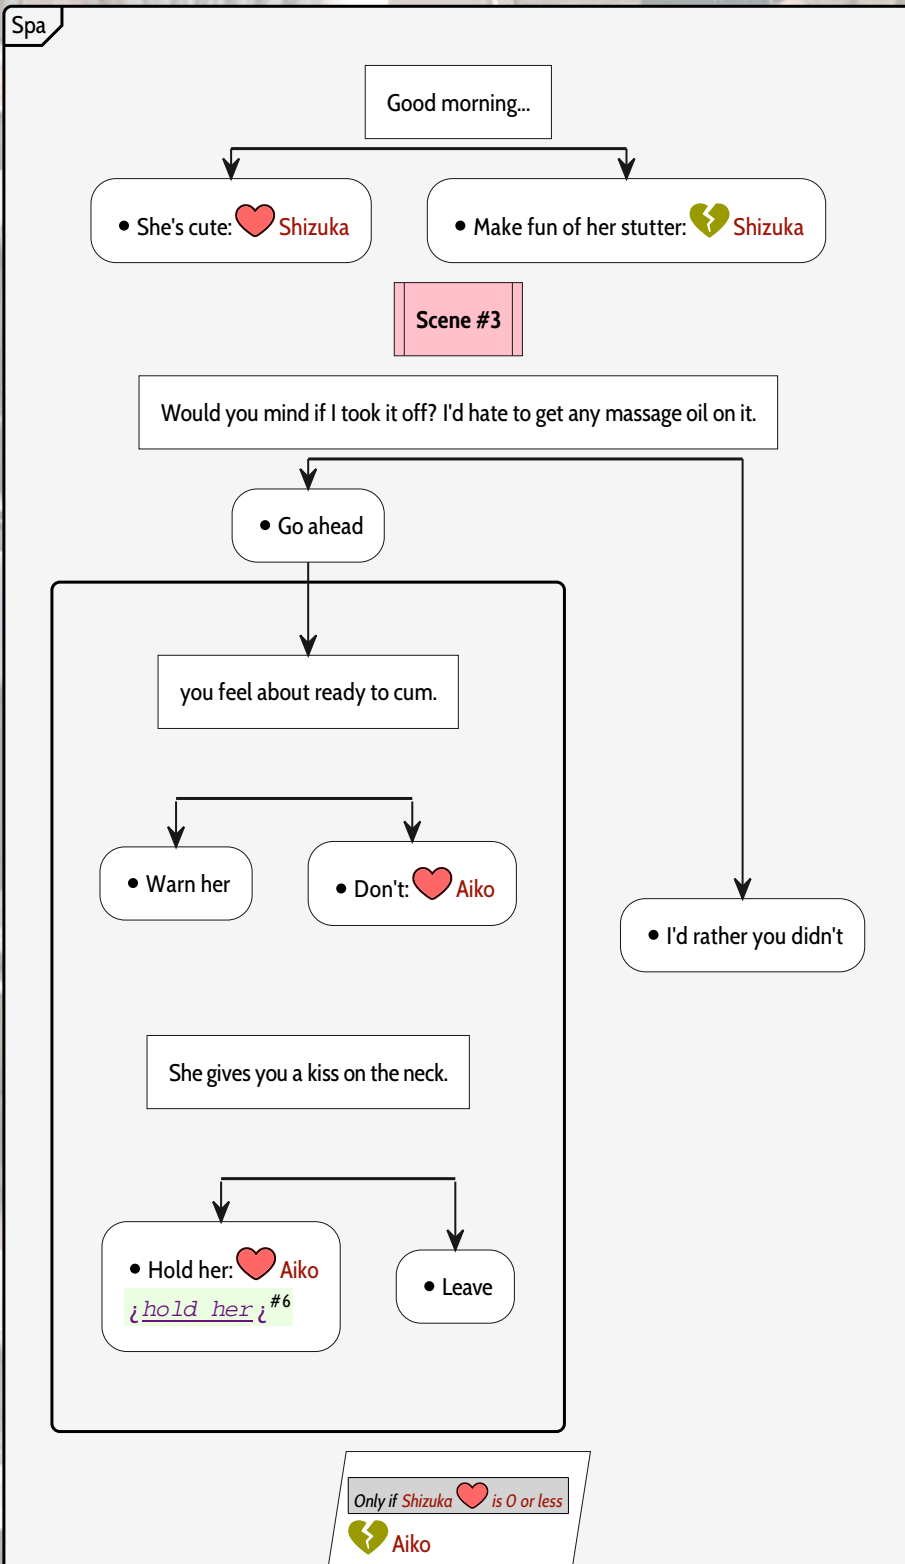 Spa
Good morning...
• She's cute: Shizuka
• Make fun of her stutter: Shizuka
Scene #3
Would you mind if I took it off? I'd hate to get any massage oil on it.
• Go ahead
you feel about ready to cum.
• Warn her
• Don't: Aiko
• I'd rather you didn't
She gives you a kiss on the neck.
• Hold her: Aiko
¿hold her¿#6
• Leave
Only if Shizuka is 0 or less
Aiko